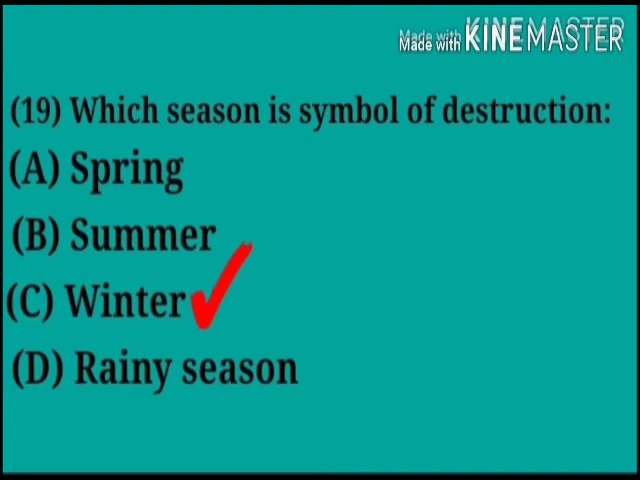 Made with KINEMASTER
Made with KINEMASTER
(19) Which season is symbol of destruction:
(A) Spring
(B) Summer
(C) Winter
(D) Rainy season